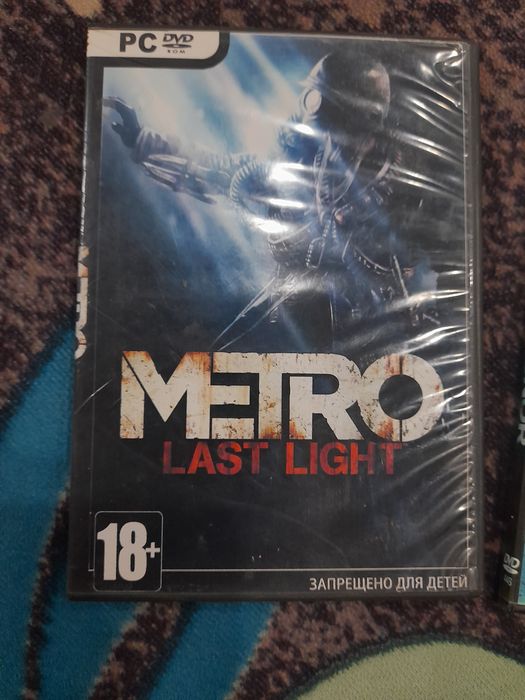 PC DVD
ROM
METRO
LAST LIGHT
18+
ЗАПРЕЩЕНО ДЛЯ ДЕТЕЙ